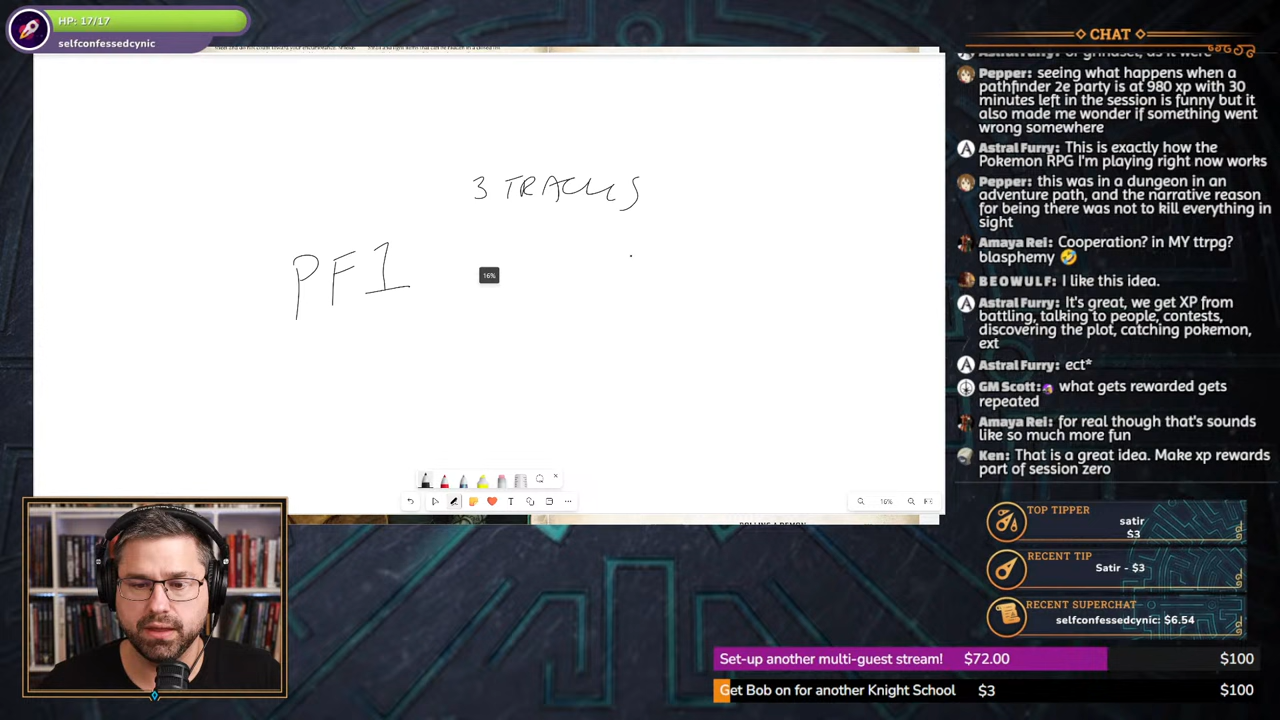 HP: 17/17
selfconfessedcynic
3 TRACKS
PF1
16%
16%
CHAT
Astral Furry: or grindset, as it were
Pepper: seeing what happens when a
pathfinder 2e party is at 980 xp with 30
minutes left in the session is funny but it
also made me wonder if something went
wrong somewhere
Astral Furry: This is exactly how the
Pokemon RPG I'm playing right now works
Pepper: this was in a dungeon in an
adventure path, and the narrative reason
for being there was not to kill everything in
sight
Amaya Rei: Cooperation? in MY ttrpg?
blasphemy 🤣
BEOWULF: I like this idea.
Astral Furry: It's great, we get XP from
battling, talking to people, contests,
discovering the plot, catching pokemon,
ext
Astral Furry: ect*
GM Scott: what gets rewarded gets
repeated
Amaya Rei: for real though that's sounds
like so much more fun
Ken: That is a great idea. Make xp rewards
part of session zero
TOP TIPPER
satir
$3
RECENT TIP
Satir - $3
RECENT SUPERCHAT
selfconfessedcynic: $6.54
Set-up another multi-guest stream! $72.00 $100
Get Bob on for another Knight School $3 $100